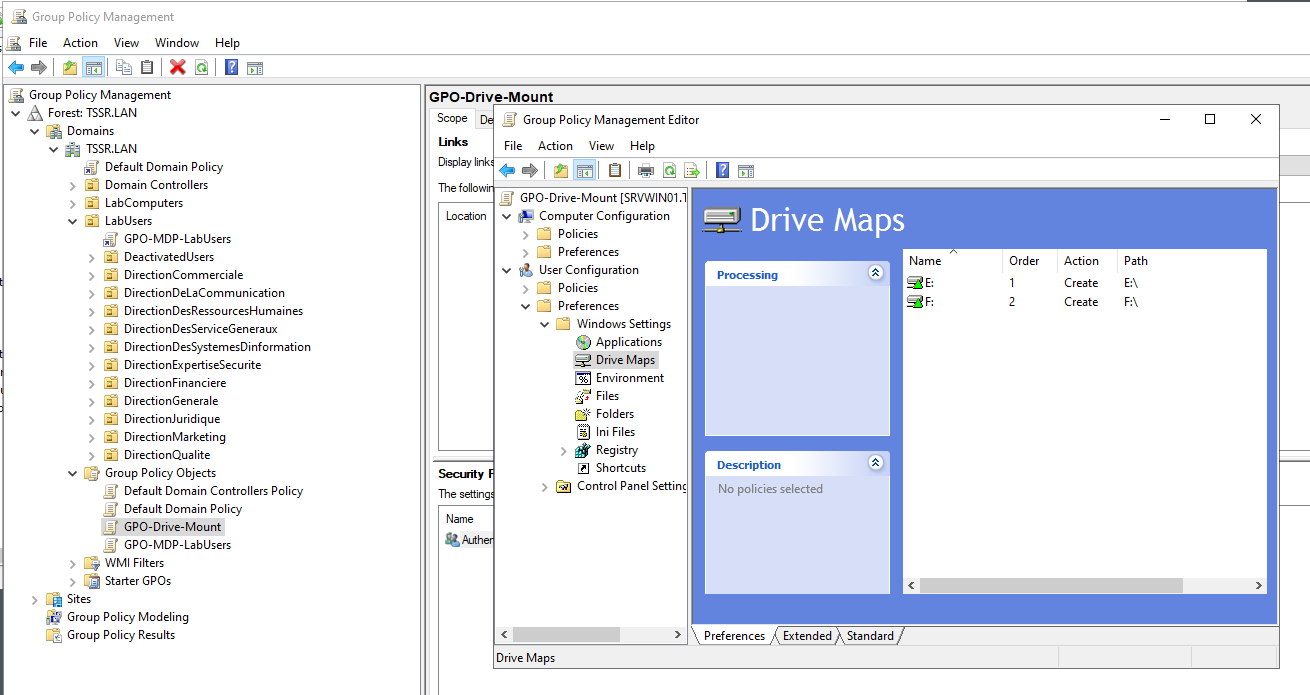 Group Policy Management
File Action View Window Help
Group Policy Management
Forest: TSSR.LAN
Domains
TSSR.LAN
Default Domain Policy
Domain Controllers
LabComputers
LabUsers
GPO-MDP-LabUsers
DeactivatedUsers
DirectionCommerciale
DirectionDeLaCommunication
DirectionDesRessourcesHumaines
DirectionDesServiceGeneraux
DirectionDesSystemesDinformation
DirectionExpertiseSecurite
DirectionFinanciere
DirectionGenerale
DirectionJuridique
DirectionMarketing
DirectionQualite
Group Policy Objects
Default Domain Controllers Policy
Default Domain Policy
GPO-Drive-Mount
GPO-MDP-LabUsers
WMI Filters
Starter GPOs
Sites
Group Policy Modeling
Group Policy Results
GPO-Drive-Mount
Scope De
Links
Display links
The followin
Location
Security F
The settings
Name
Authen
Group Policy Management Editor
File Action View Help
GPO-Drive-Mount [SRVWIN01.T
Computer Configuration
Policies
Preferences
User Configuration
Policies
Preferences
Windows Settings
Applications
Drive Maps
Environment
Files
Folders
Ini Files
Registry
Shortcuts
Control Panel Setting
Drive Maps
Processing
Description
No policies selected
Name Order Action Path
E: 1 Create E:\
F: 2 Create F:\
Preferences Extended Standard
Drive Maps